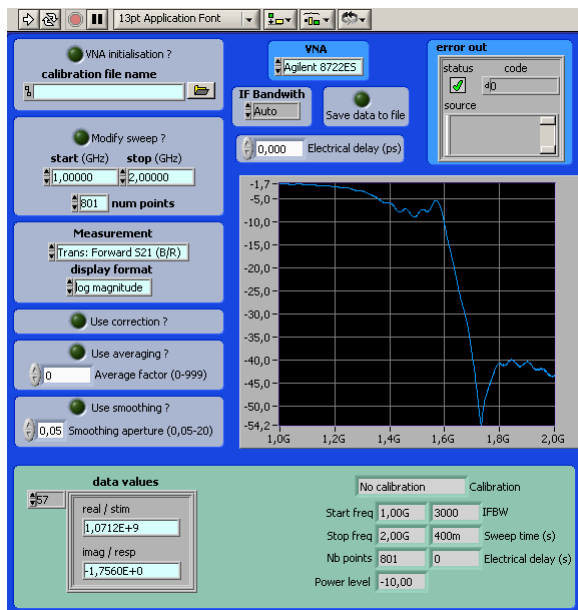 13pt Application Font
VNA initialisation ?
calibration file name
VNA
Agilent 8722ES
IF Bandwith
Auto
Save data to file
error out
status code
d0
source
Modify sweep ?
start (GHz) stop (GHz)
1,00000 2,00000
801 num points
0,000 Electrical delay (ps)
Measurement
Trans: Forward S21 (B/R)
display format
log magnitude
Use correction ?
Use averaging ?
0 Average factor (0-999)
Use smoothing ?
0,05 Smoothing aperture (0,05-20)
-1,7
-5,0
-10,0
-15,0
-20,0
-25,0
-30,0
-35,0
-40,0
-45,0
-50,0
-54,2
1,0G 1,2G 1,4G 1,6G 1,8G 2,0G
data values
57
real / stim
1,0712E+9
imag / resp
-1,7560E+0
No calibration Calibration
Start freq 1,00G 3000 IFBW
Stop freq 2,00G 400m Sweep time (s)
Nb points 801 0 Electrical delay (s)
Power level -10,00